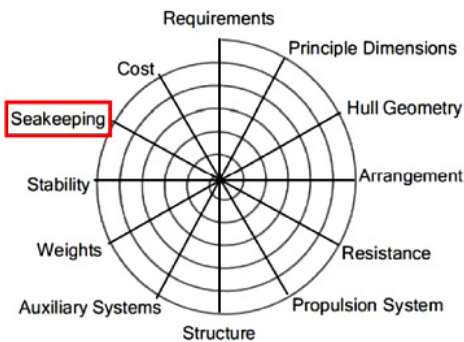 Requirements
Principle Dimensions
Cost
Hull Geometry
Seakeeping
Arrangement
Stability
Weights
Resistance
Auxiliary Systems
Propulsion System
Structure